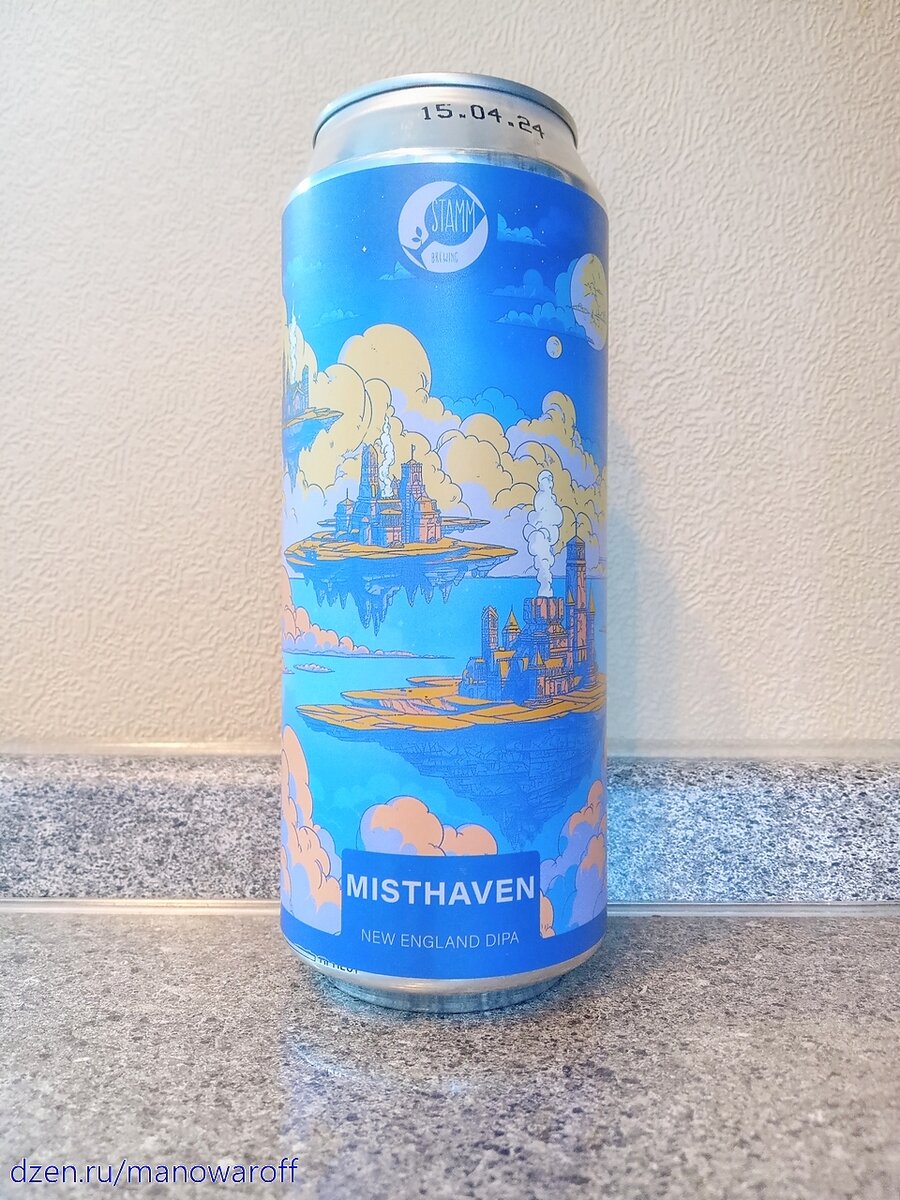 15.04.24
STAMM
BREWING
MISTHAVEN
NEW ENGLAND DIPA
dzen.ru/manowaroff